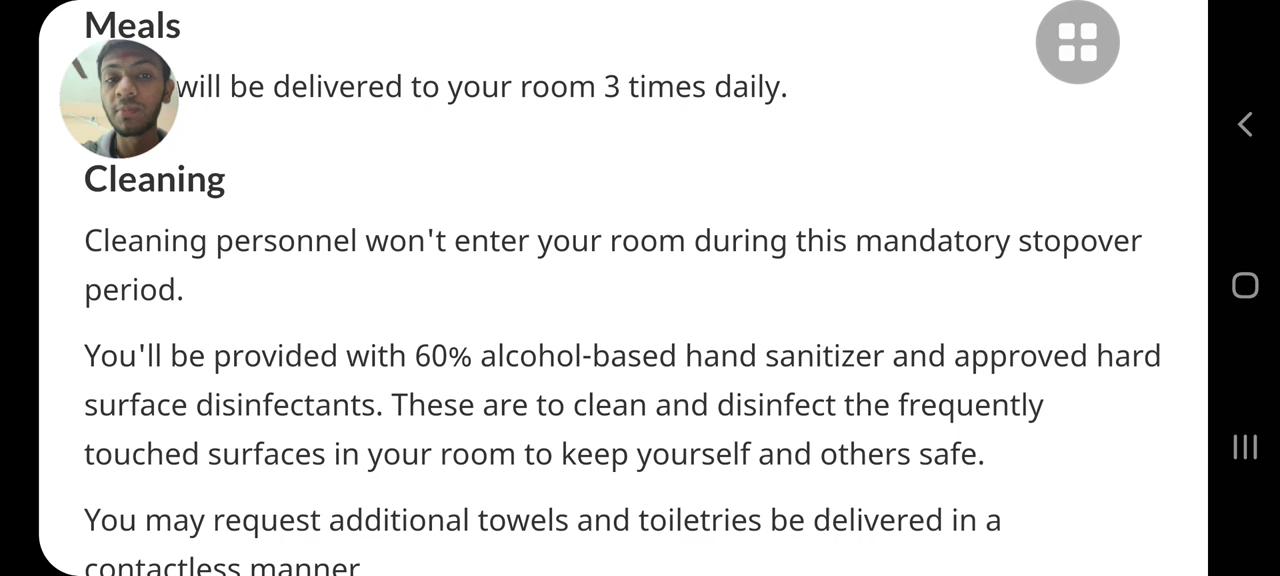 Meals
will be delivered to your room 3 times daily.
Cleaning
Cleaning personnel won't enter your room during this mandatory stopover
period.
You'll be provided with 60% alcohol-based hand sanitizer and approved hard
surface disinfectants. These are to clean and disinfect the frequently
touched surfaces in your room to keep yourself and others safe.
You may request additional towels and toiletries be delivered in a
contactless manner